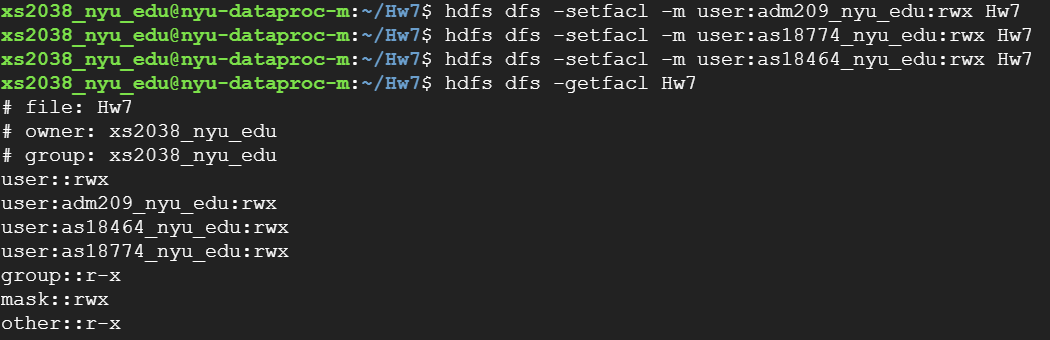 xs2038_nyu_edu@nyu-dataproc-m:~/Hw7$ hdfs dfs -setfacl -m user:adm209_nyu_edu:rwx Hw7
xs2038_nyu_edu@nyu-dataproc-m:~/Hw7$ hdfs dfs -setfacl -m user:as18774_nyu_edu:rwx Hw7
xs2038_nyu_edu@nyu-dataproc-m:~/Hw7$ hdfs dfs -setfacl -m user:as18464_nyu_edu:rwx Hw7
xs2038_nyu_edu@nyu-dataproc-m:~/Hw7$ hdfs dfs -getfacl Hw7
# file: Hw7
# owner: xs2038_nyu_edu
# group: xs2038_nyu_edu
user::rwx
user:adm209_nyu_edu:rwx
user:as18464_nyu_edu:rwx
user:as18774_nyu_edu:rwx
group::r-x
mask::rwx
other::r-x